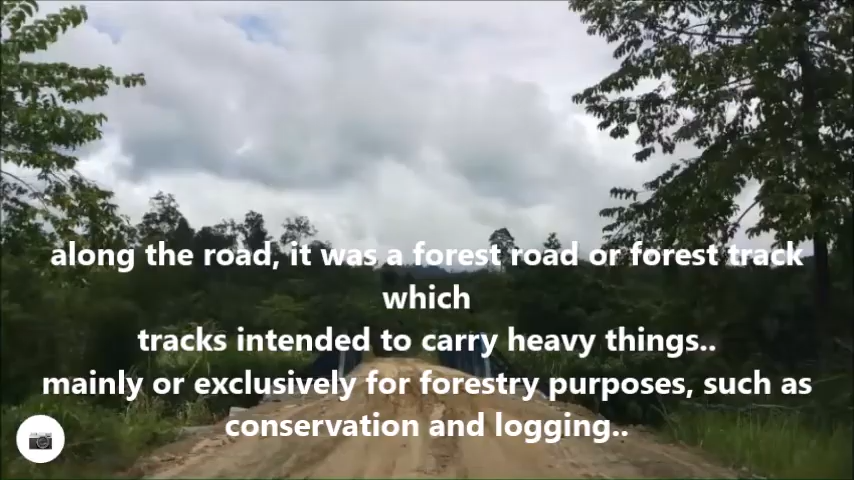 along the road, it was a forest road or forest track
which
tracks intended to carry heavy things..
mainly or exclusively for forestry purposes, such as
conservation and logging..